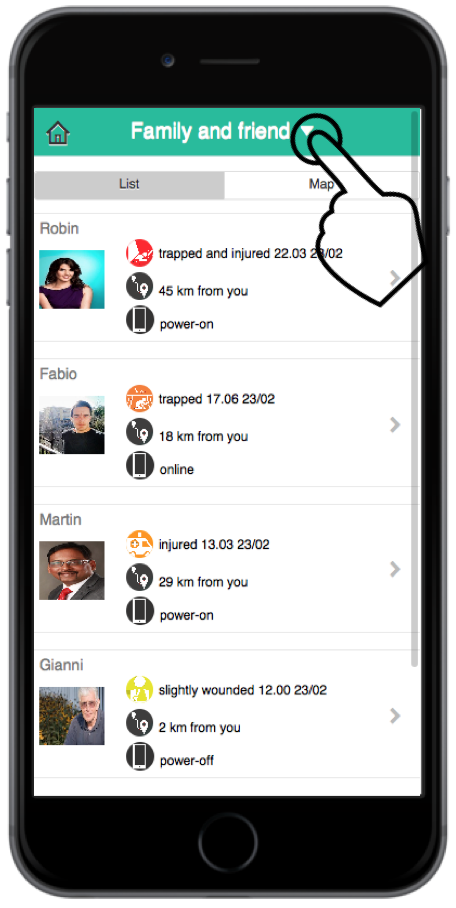 Family and friend
List Map
Robin
trapped and injured 22.03 23/02
45 km from you
power-on
Fabio
trapped 17.06 23/02
18 km from you
online
Martin
injured 13.03 23/02
29 km from you
power-on
Gianni
slightly wounded 12.00 23/02
2 km from you
power-off